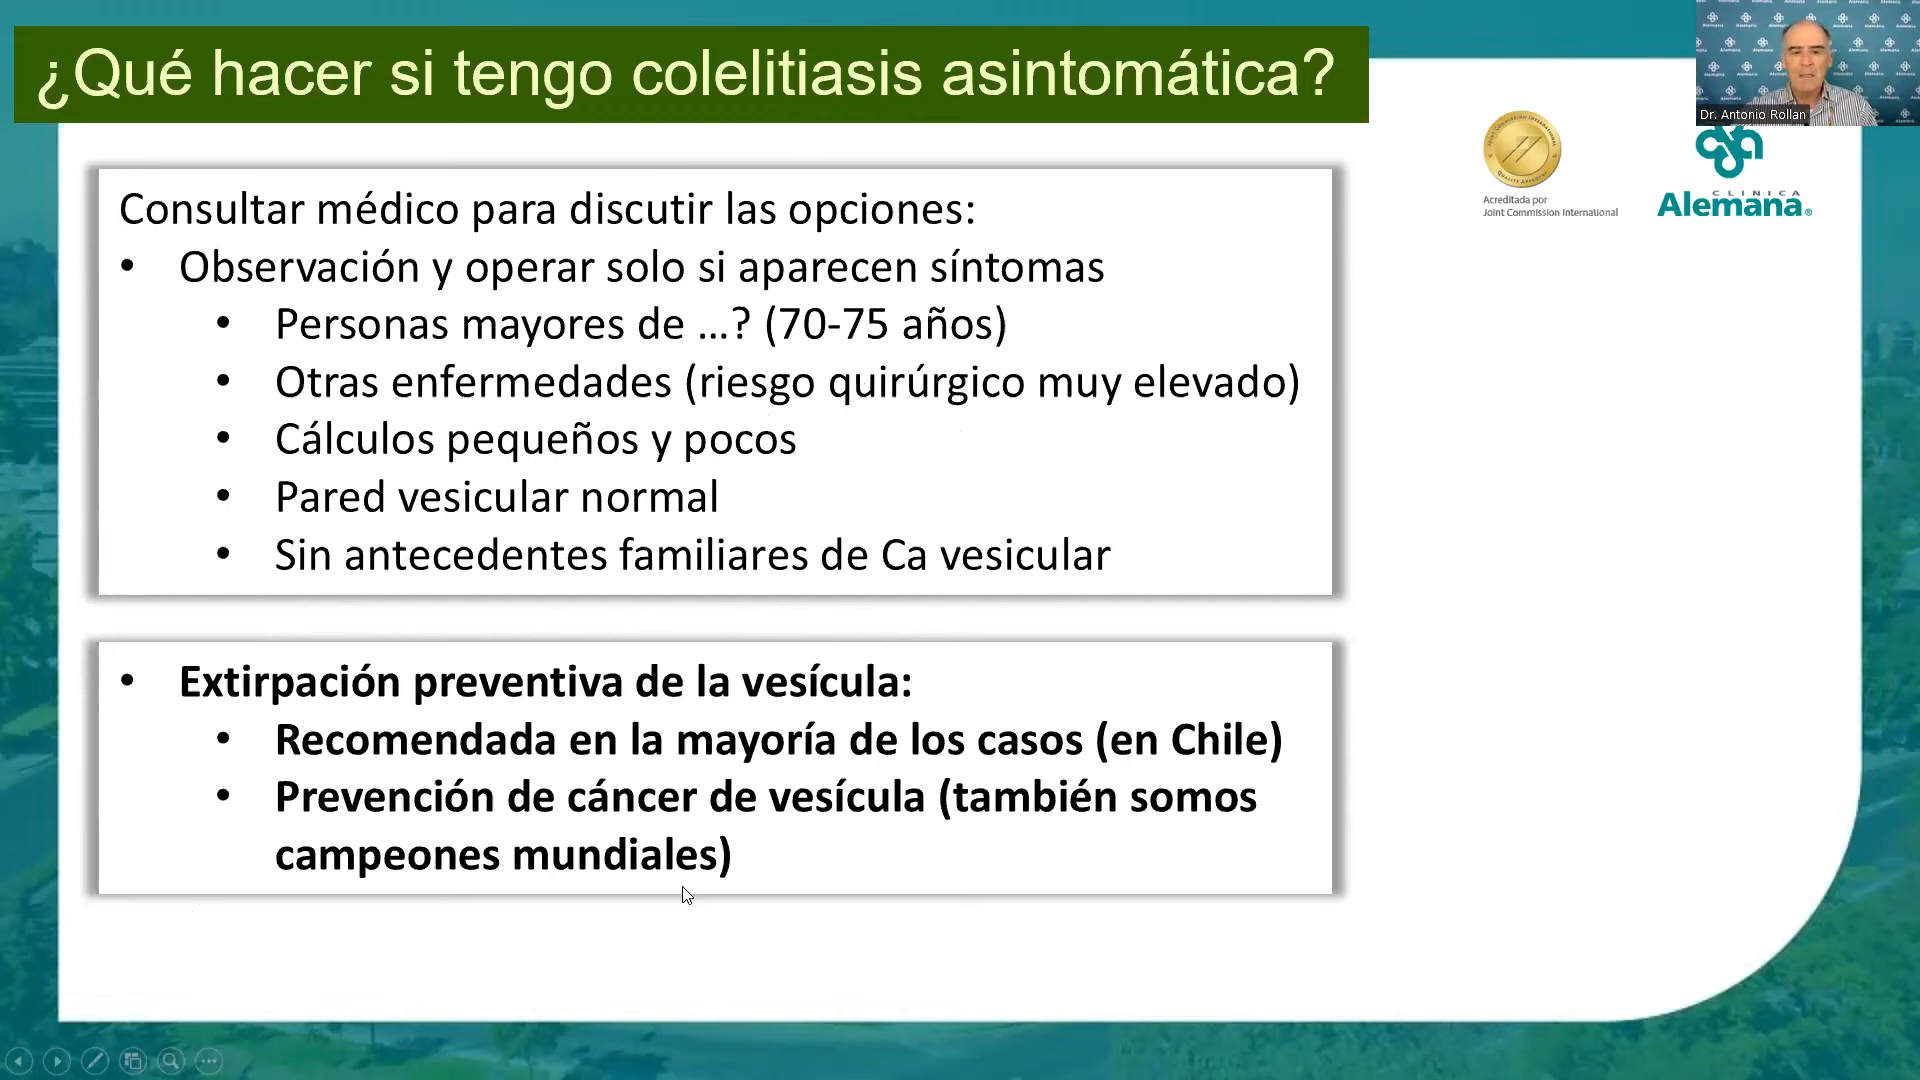 ¿Qué hacer si tengo colelitiasis asintomática?
Dr. Antonio Rollan
Acreditada por
Joint Commission International
CLINICA
Alemana®
Consultar médico para discutir las opciones:
• Observación y operar solo si aparecen síntomas
• Personas mayores de ...? (70-75 años)
• Otras enfermedades (riesgo quirúrgico muy elevado)
• Cálculos pequeños y pocos
• Pared vesicular normal
• Sin antecedentes familiares de Ca vesicular
• Extirpación preventiva de la vesícula:
• Recomendada en la mayoría de los casos (en Chile)
• Prevención de cáncer de vesícula (también somos
campeones mundiales)